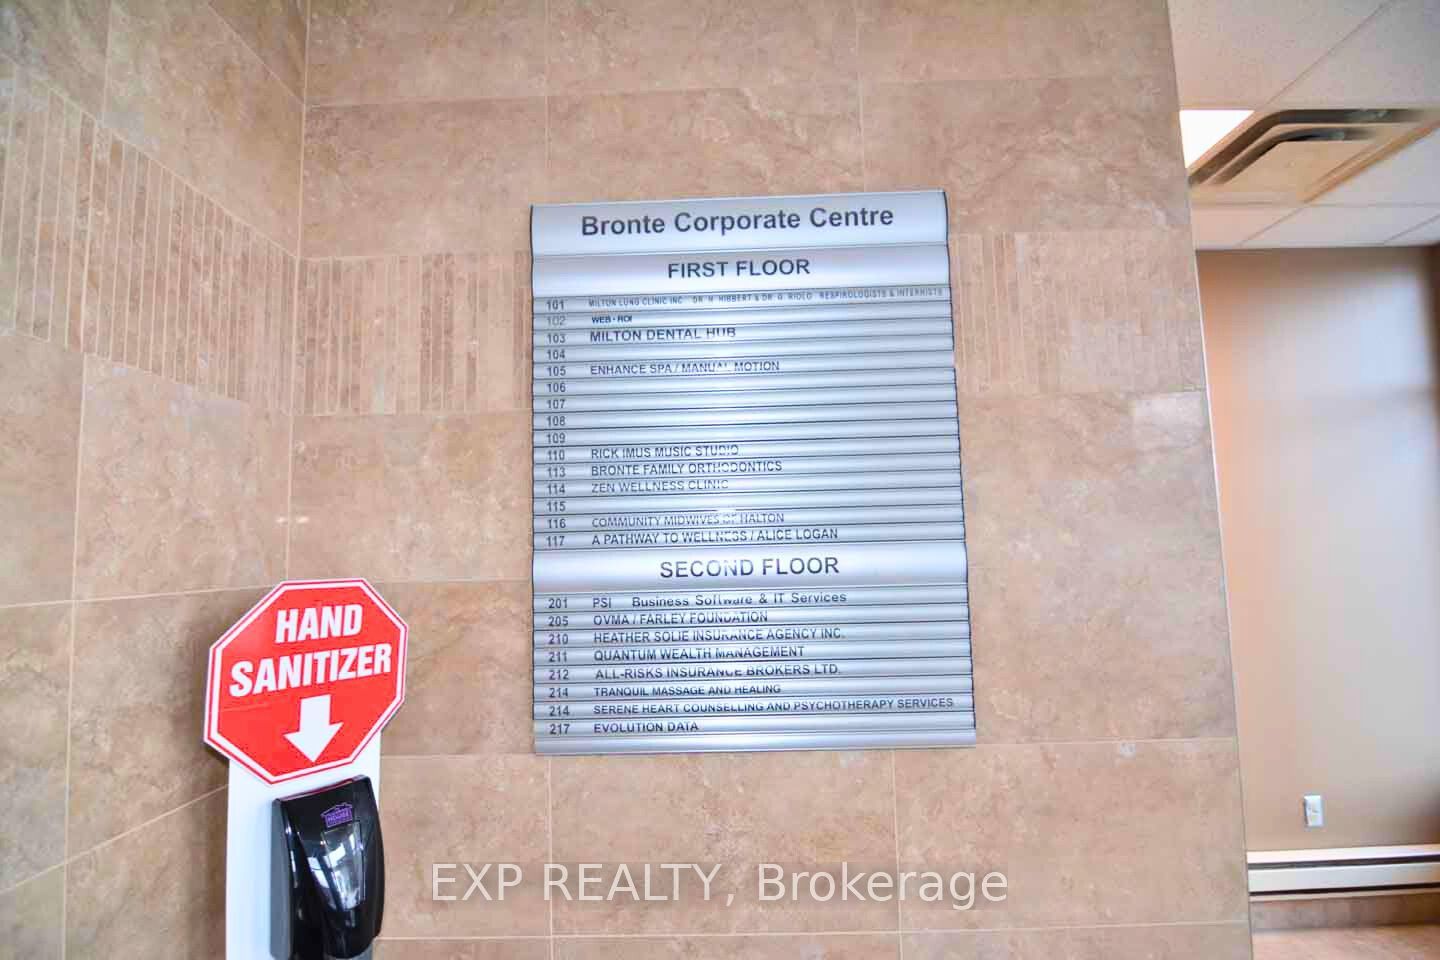 Bronte Corporate Centre
FIRST FLOOR
101 MILTON LUNG CLINIC INC DR. N. HIBBERT & DR. G. RIOLO RESPIROLOGISTS & INTERNISTS
102 WEB - ROI
103 MILTON DENTAL HUB
104
105 ENHANCE SPA / MANUAL MOTION
106
107
108
109
110 RICK IMUS MUSIC STUDIO
113 BRONTE FAMILY ORTHODONTICS
114 ZEN WELLNESS CLINIC
115
116 COMMUNITY MIDWIVES OF HALTON
117 A PATHWAY TO WELLNESS / ALICE LOGAN
SECOND FLOOR
201 PSI Business Software & IT Services
205 OVMA / FARLEY FOUNDATION
210 HEATHER SOLIE INSURANCE AGENCY INC.
211 QUANTUM WEALTH MANAGEMENT
212 ALL-RISKS INSURANCE BROKERS LTD.
214 TRANQUIL MASSAGE AND HEALING
214 SERENE HEART COUNSELLING AND PSYCHOTHERAPY SERVICES
217 EVOLUTION DATA
HAND
SANITIZER
HOUSE
EXP REALTY, Brokerage